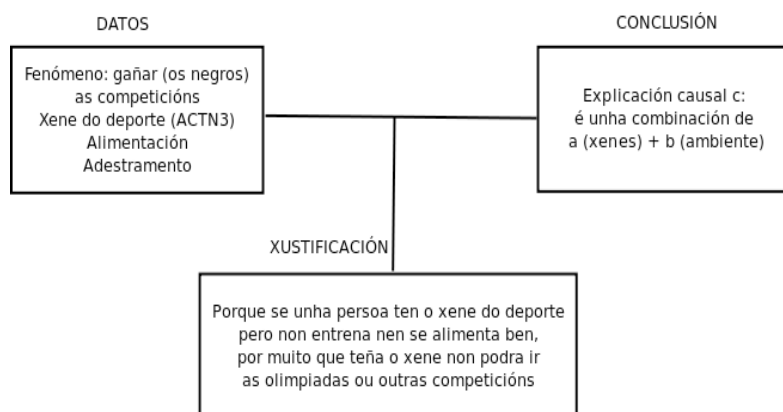 DATOS
Fenómeno: gañar (os negros)
as competicións
Xene do deporte (ACTN3)
Alimentación
Adestramento
CONCLUSIÓN
Explicación causal c:
é unha combinación de
a (xenes) + b (ambiente)
XUSTIFICACIÓN
Porque se unha persoa ten o xene do deporte
pero non entrena nen se alimenta ben,
por muito que teña o xene non podra ir
as olimpiadas ou outras competicións